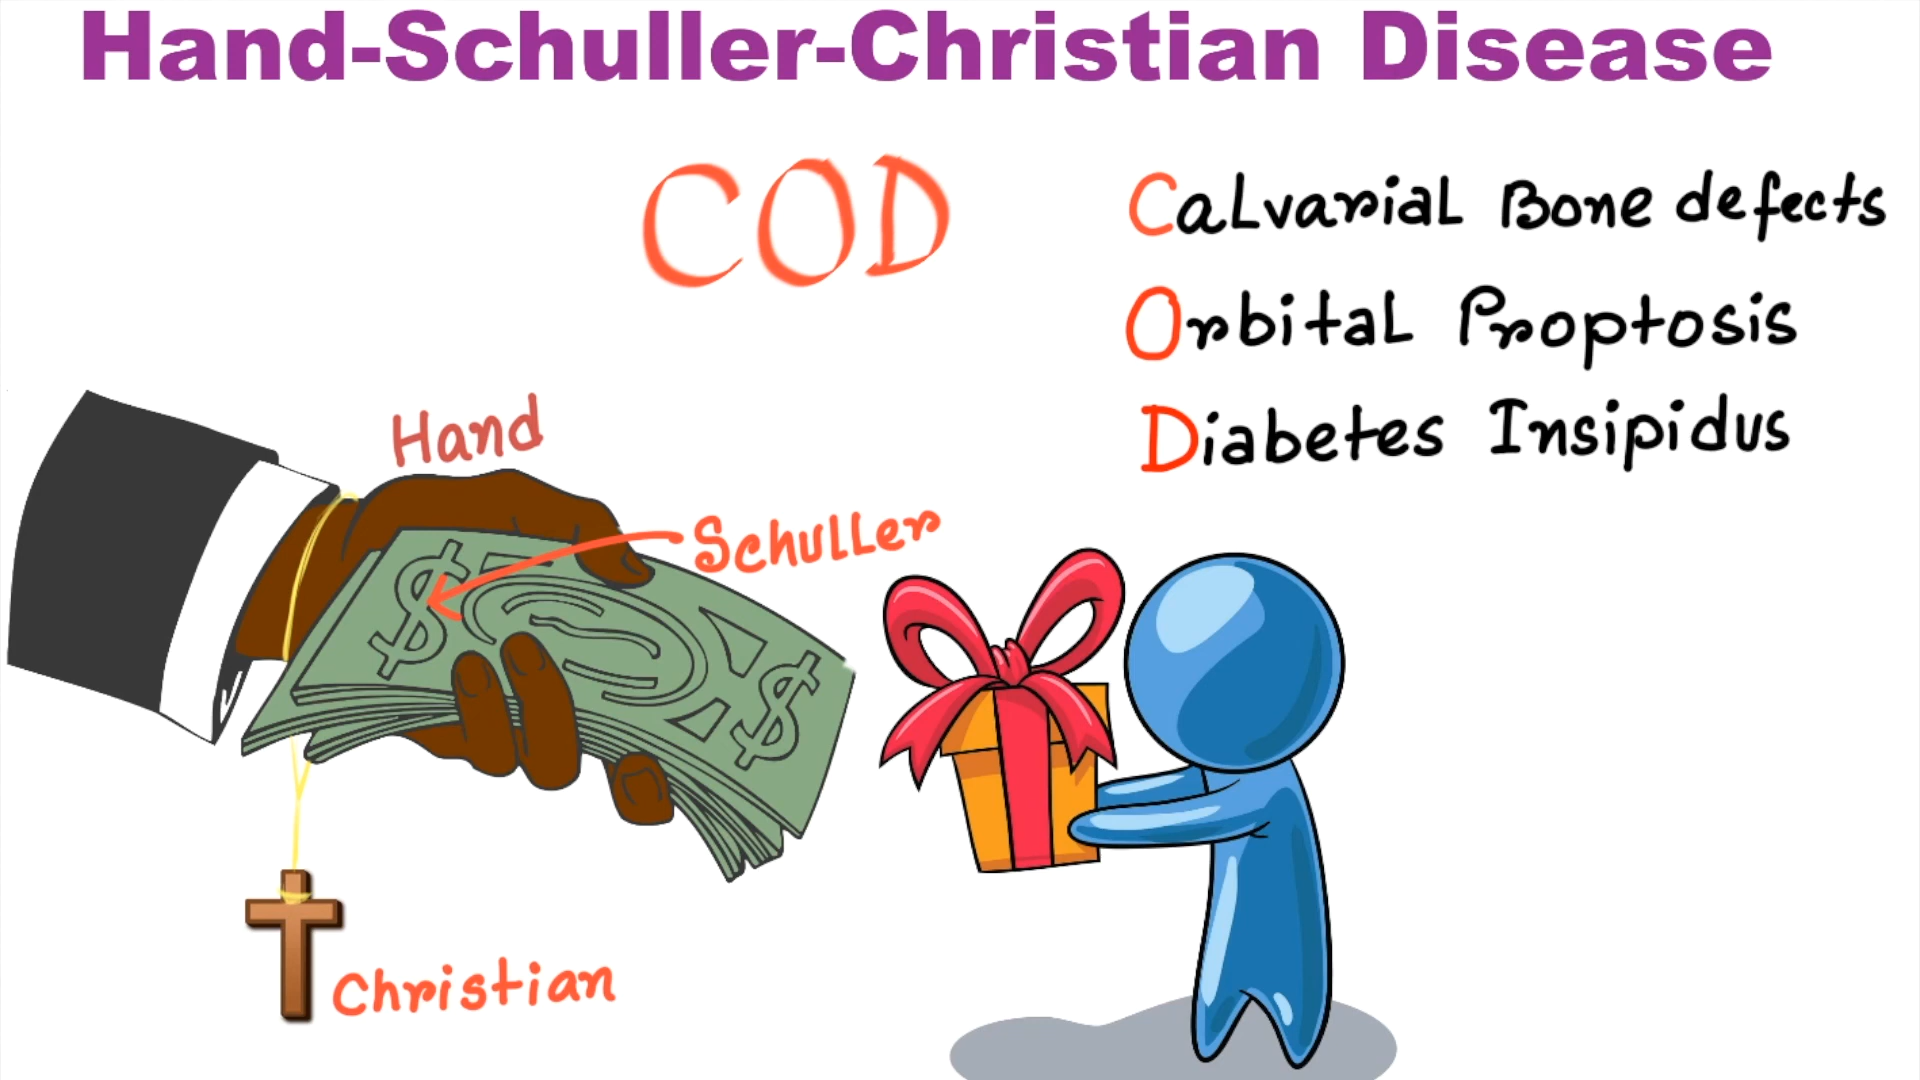 Hand-Schuller-Christian Disease
COD
Calvarial Bone defects
Orbital Proptosis
Diabetes Insipidus
Hand
Schuller
$
$
Christian